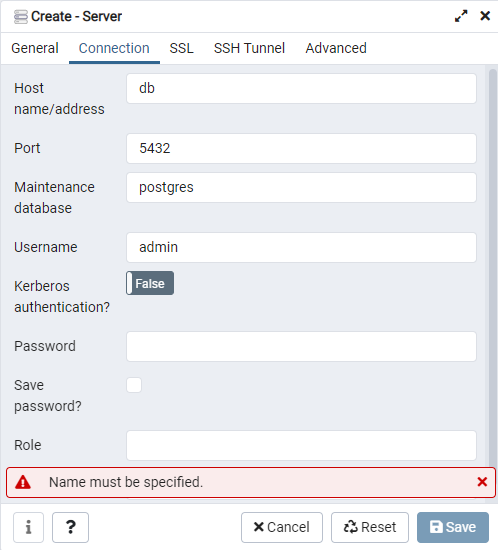 Create - Server
General Connection SSL SSH Tunnel Advanced
Host name/address db
Port 5432
Maintenance database postgres
Username admin
Kerberos authentication? False
Password
Save password?
Role
Name must be specified.
i ? Cancel Reset Save